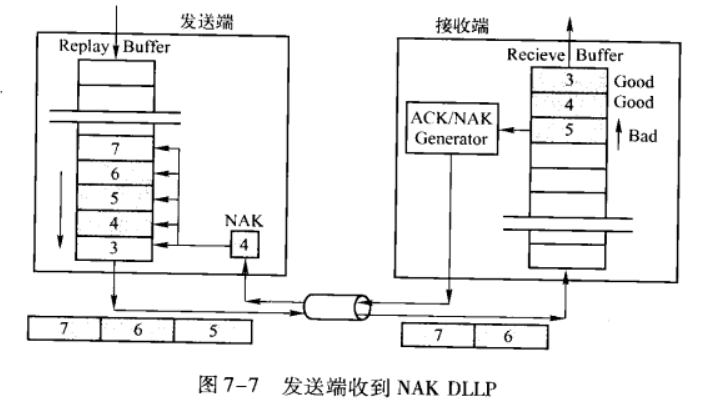 发送端
Replay Buffer
7
6
5
4
3
NAK
4
7 6 5
接收端
Recieve Buffer
3 Good
4 Good
5 Bad
ACK/NAK
Generator
7 6
图 7-7 发送端收到 NAK DLLP